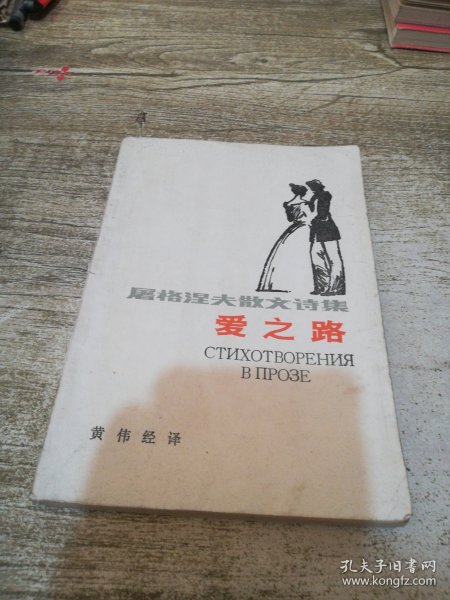 屠格涅夫散文诗集
爱之路
СТИХОТВОРЕНИЯ
В ПРОЗЕ
黄伟经译
孔夫子旧书网
www.kongfz.com